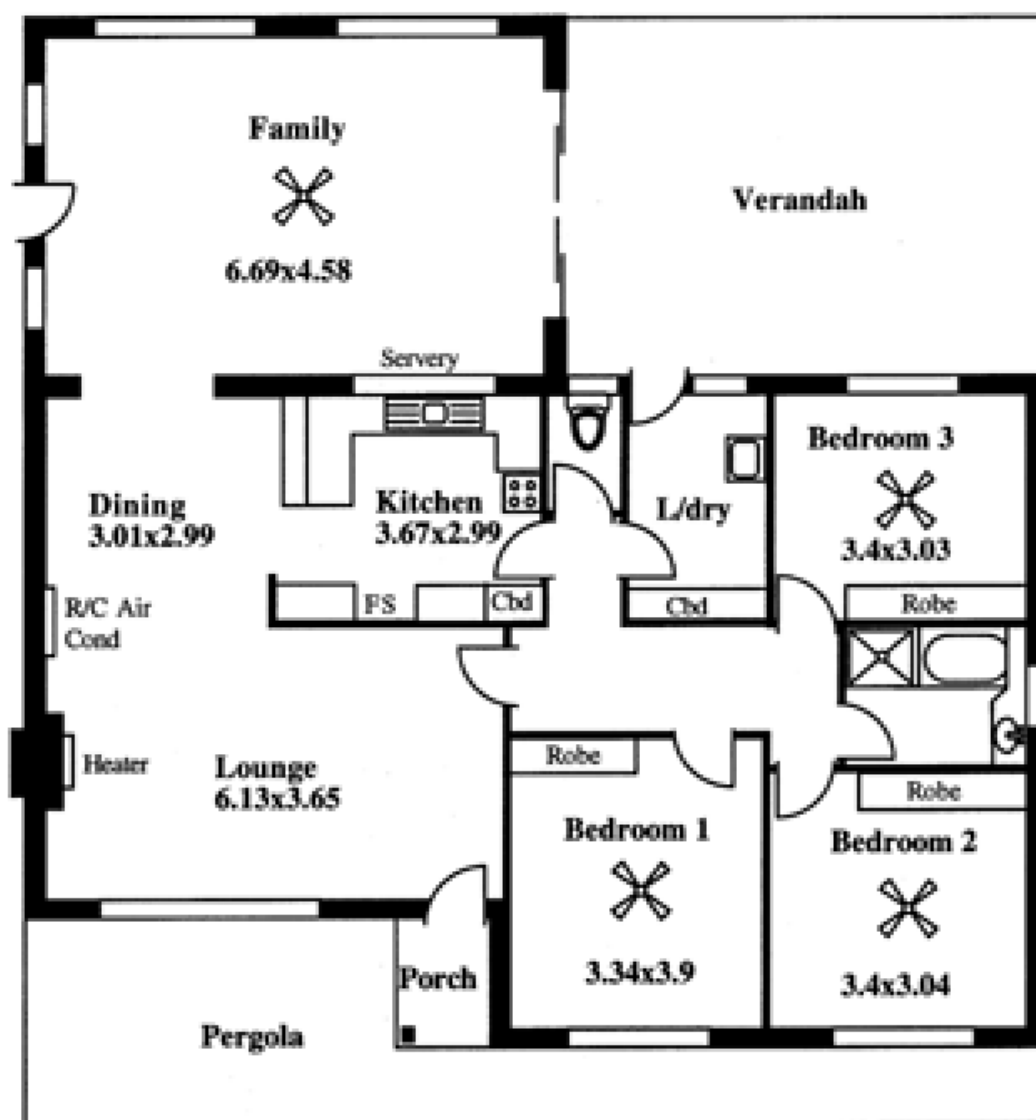 Family
6.69x4.58
Verandah
Servery
Dining
3.01x2.99
Kitchen
3.67x2.99
L/dry
Bedroom 3
3.4x3.03
R/C Air
Cond
FS
Cbd
Cbd
Robe
Heater
Lounge
6.13x3.65
Robe
Bedroom 1
3.34x3.9
Robe
Bedroom 2
3.4x3.04
Porch
Pergola